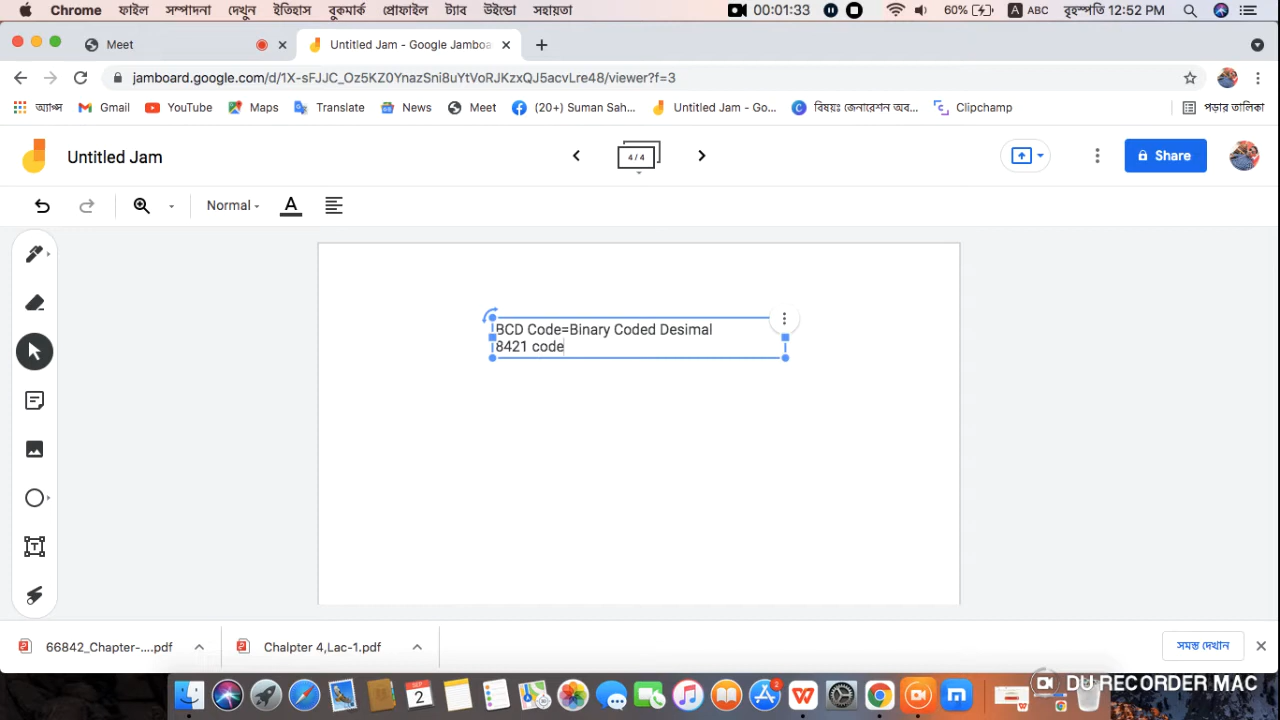 Chrome ফাইল সম্পাদনা দেখুন ইতিহাস বুকমার্ক প্রোফাইল ট্যাব উইন্ডো সহায়তা 00:01:33 60% A ABC বৃহস্পতি 12:52 PM
Meet Untitled Jam - Google Jamboa
jamboard.google.com/d/1X-sFJJC_Oz5KZ0YnazSni8uYtVoRJKzxQJ5acvLre48/viewer?f=3
অ্যাপ্স Gmail YouTube Maps Translate News Meet (20+) Suman Sah... Untitled Jam - Go... বিষয়ঃ জেনারেশন অব... Clipchamp পড়ার তালিকা
Untitled Jam 4 / 4 Share
Normal A
BCD Code=Binary Coded Desimal
8421 code
66842_Chapter-....pdf Chalpter 4,Lac-1.pdf সমস্ত দেখান
SEP 2 2 DU RECORDER MAC